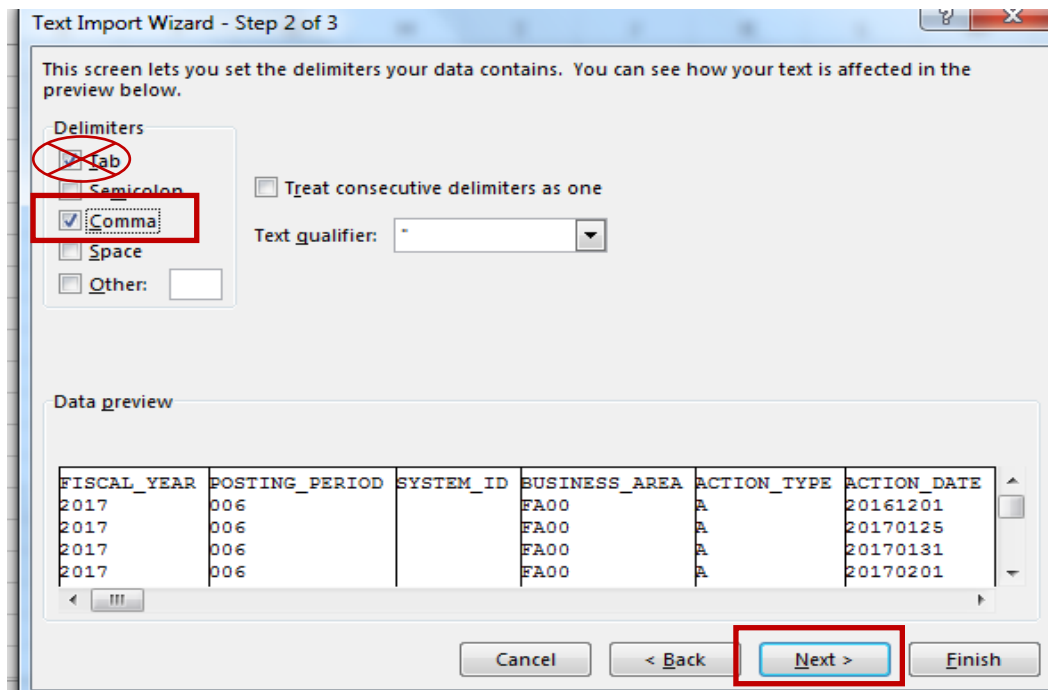 Text Import Wizard - Step 2 of 3
This screen lets you set the delimiters your data contains. You can see how your text is affected in the
preview below.
Delimiters
Tab
Semicolon
Comma
Space
Other:
Treat consecutive delimiters as one
Text qualifier: "
Data preview
FISCAL_YEAR POSTING_PERIOD SYSTEM_ID BUSINESS_AREA ACTION_TYPE ACTION_DATE
2017 006 FA00 A 20161201
2017 006 FA00 A 20170125
2017 006 FA00 A 20170131
2017 006 FA00 A 20170201
Cancel < Back Next > Finish